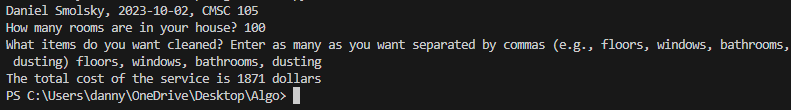 Daniel Smolsky, 2023-10-02, CMSC 105
How many rooms are in your house? 100
What items do you want cleaned? Enter as many as you want separated by commas (e.g., floors, windows, bathrooms,
 dusting) floors, windows, bathrooms, dusting
The total cost of the service is 1871 dollars
PS C:\Users\danny\OneDrive\Desktop\Algo>